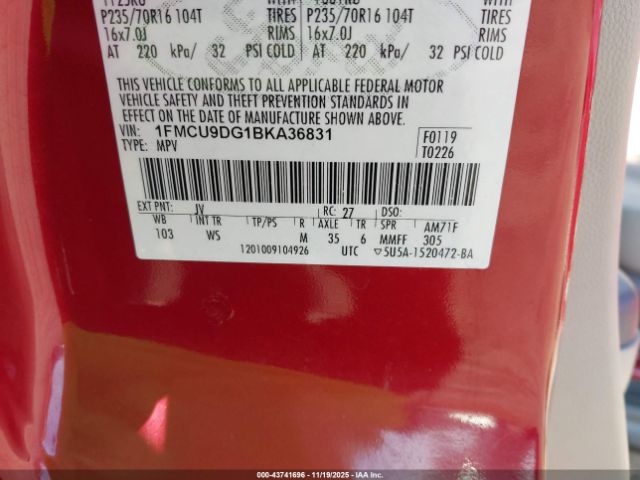 WITH WITH
P235/70R16 104T TIRES P235/70R16 104T TIRES
16x7.0J RIMS 16x7.0J RIMS
AT 220 kPa/ 32 PSI COLD AT 220 kPa/ 32 PSI COLD
THIS VEHICLE CONFORMS TO ALL APPLICABLE FEDERAL MOTOR
VEHICLE SAFETY AND THEFT PREVENTION STANDARDS IN
EFFECT ON THE DATE OF MANUFACTURE SHOWN ABOVE.
VIN: 1FMCU9DG1BKA36831 F0119
TYPE: MPV T0226
EXT PNT: JV RC: 27 DSO:
WB INT TR TP/PS R AXLE TR SPR AM71F
103 WS M 35 6 MMFF 305
1201009104926 UTC ▽5U5A-1520472-BA
00-43741696 - 11/19/2025 - IAA Inc.